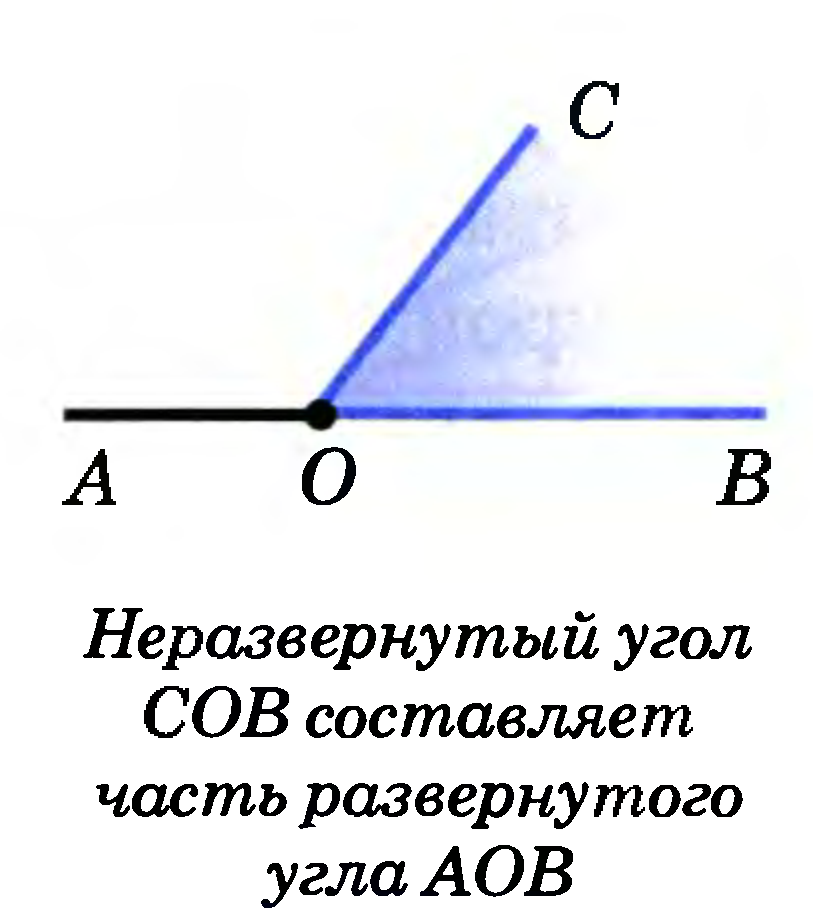 C
A O B
Неразвернутый угол
COB составляет
часть развернутого
угла AOB